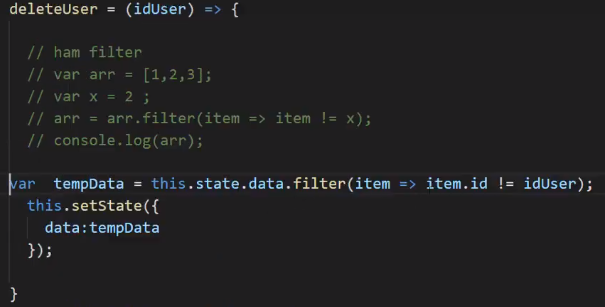 deleteUser = (idUser) => {
// ham filter
// var arr = [1,2,3];
// var x = 2 ;
// arr = arr.filter(item => item != x);
// console.log(arr);
var  tempData = this.state.data.filter(item => item.id != idUser);
this.setState({
data:tempData
});
}